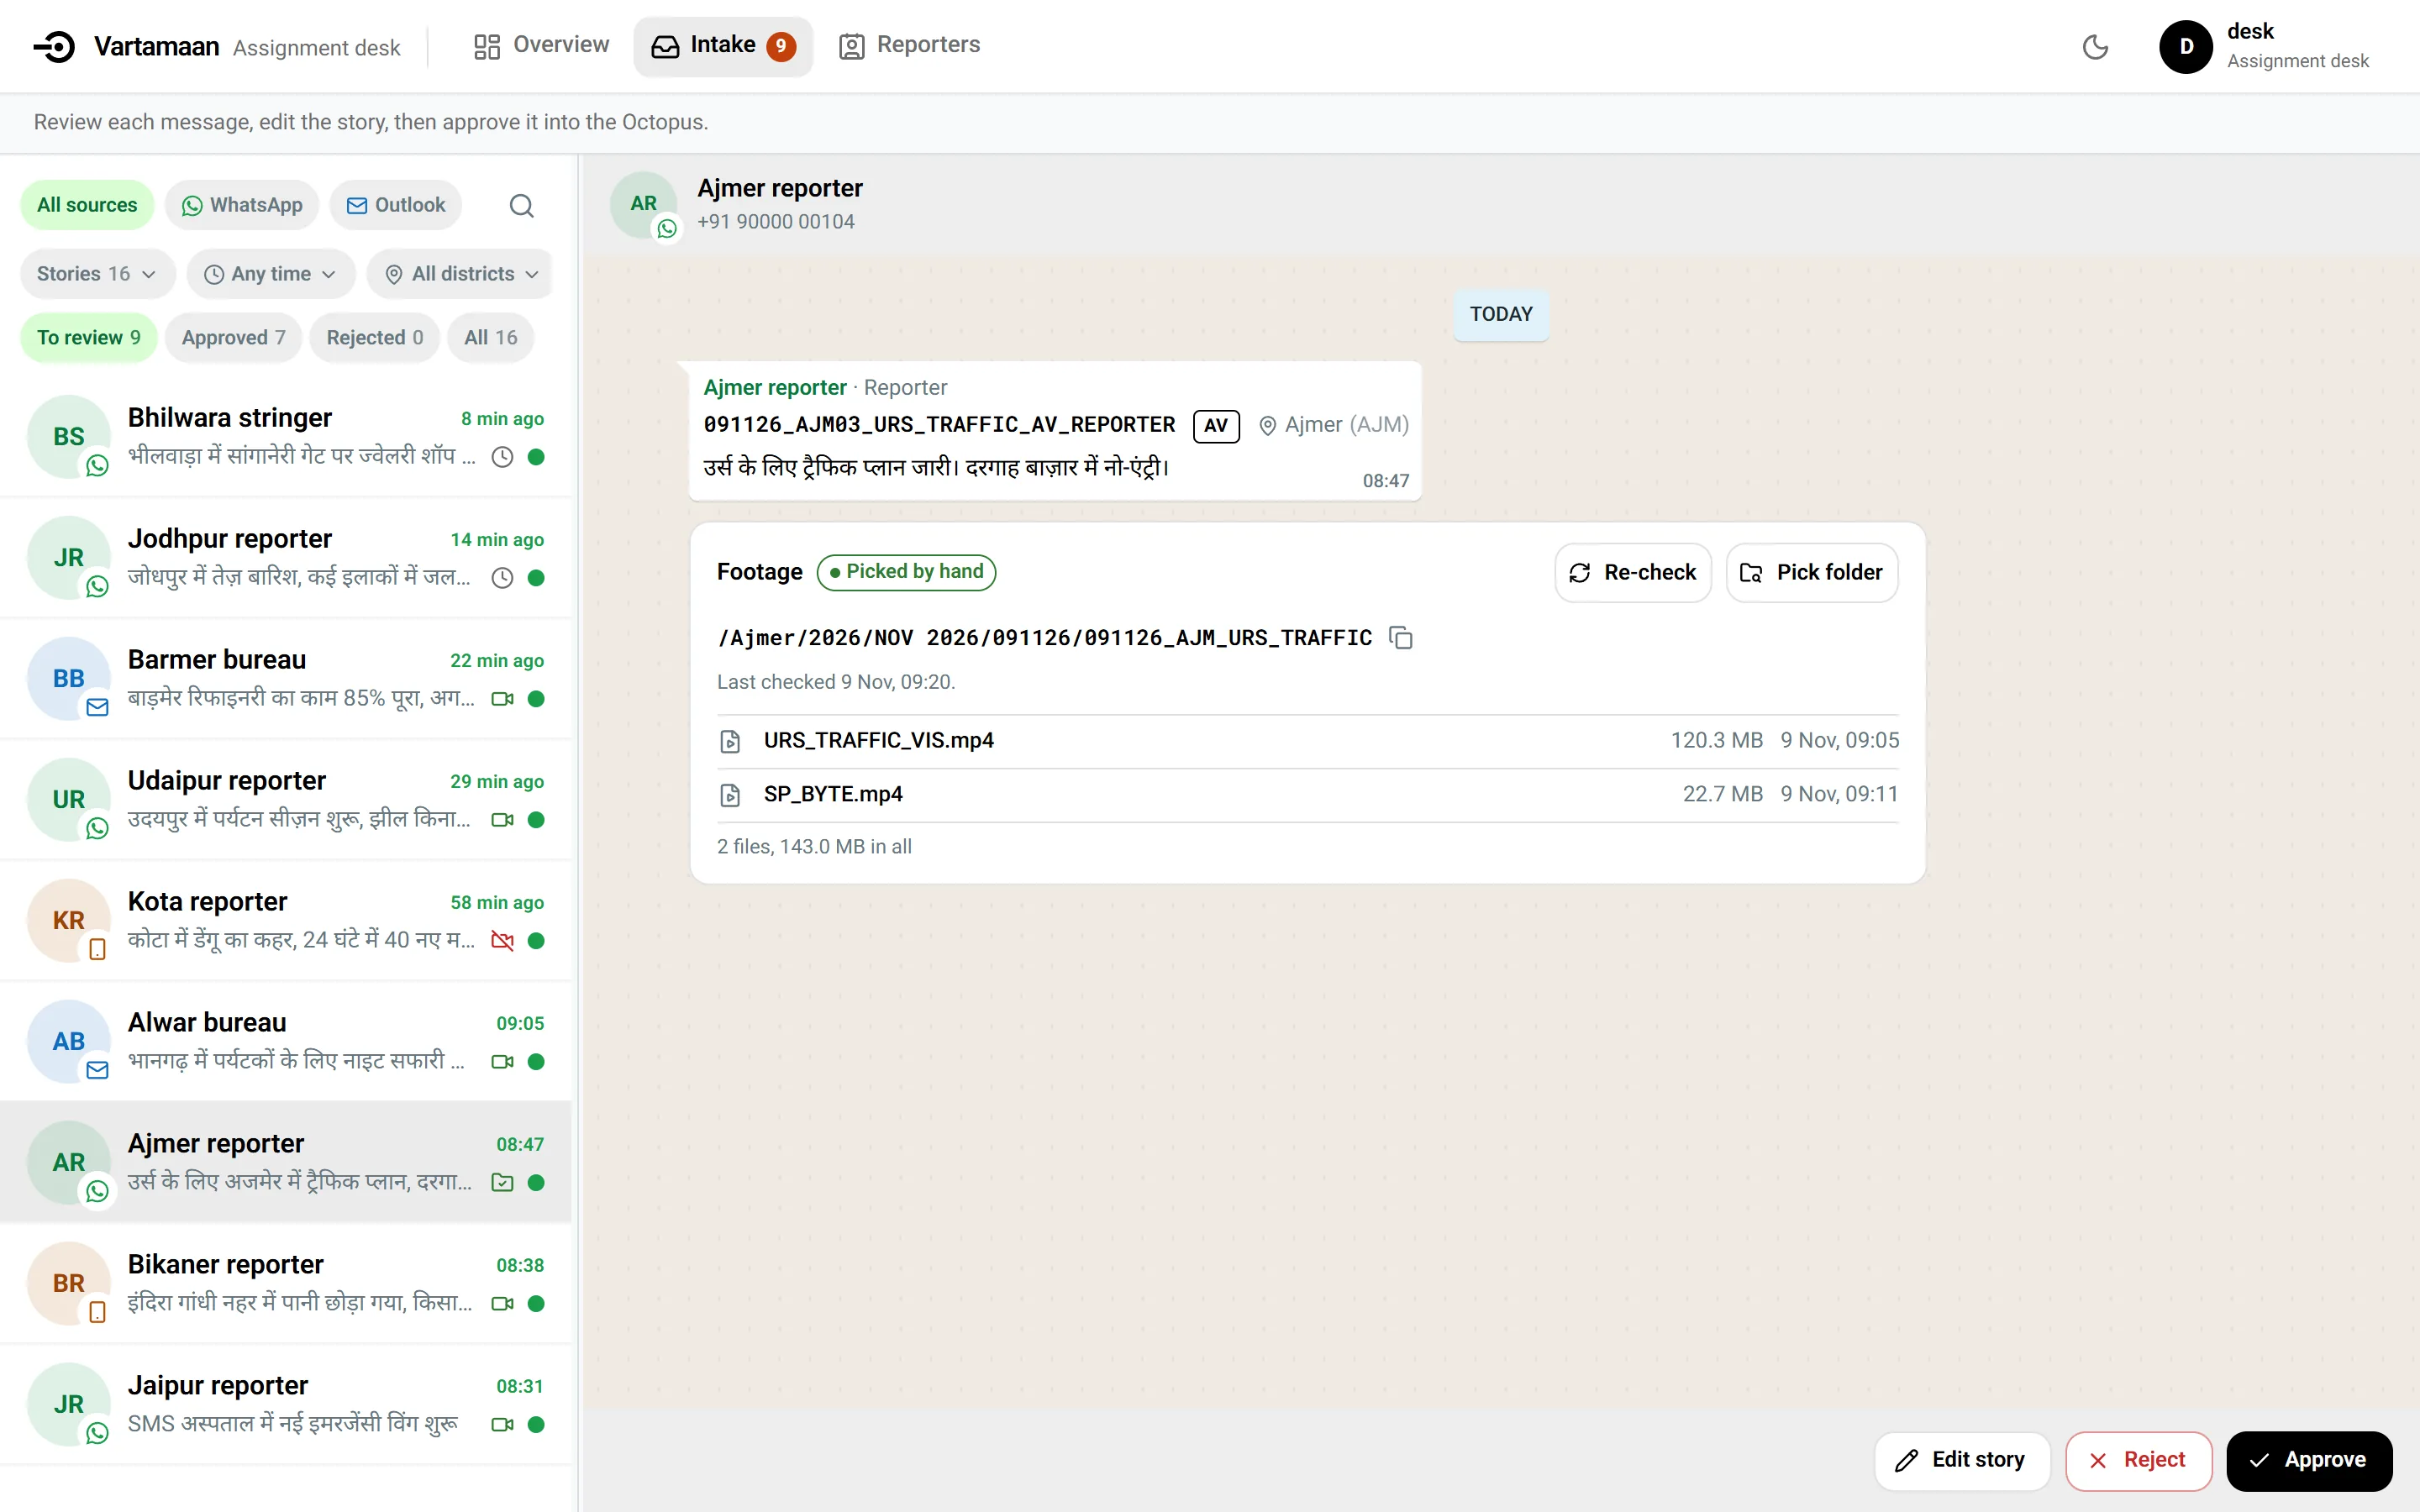 Vartamaan Assignment desk Overview Intake 9 Reporters D desk
Assignment desk
Review each message, edit the story, then approve it into the Octopus.
All sources WhatsApp Outlook
Stories 16 Any time All districts
To review 9 Approved 7 Rejected 0 All 16
BS Bhilwara stringer 8 min ago
भीलवाड़ा में सांगानेरी गेट पर ज्वेलरी शॉप ...
JR Jodhpur reporter 14 min ago
जोधपुर में तेज़ बारिश, कई इलाकों में जल...
BB Barmer bureau 22 min ago
बाड़मेर रिफाइनरी का काम 85% पूरा, अग...
UR Udaipur reporter 29 min ago
उदयपुर में पर्यटन सीज़न शुरू, झील किना...
KR Kota reporter 58 min ago
कोटा में डेंगू का कहर, 24 घंटे में 40 नए म...
AB Alwar bureau 09:05
भानगढ़ में पर्यटकों के लिए नाइट सफारी ...
AR Ajmer reporter 08:47
उर्स के लिए अजमेर में ट्रैफिक प्लान, दरगा...
BR Bikaner reporter 08:38
इंदिरा गांधी नहर में पानी छोड़ा गया, किसा...
JR Jaipur reporter 08:31
SMS अस्पताल में नई इमरजेंसी विंग शुरू
AR Ajmer reporter
+91 90000 00104
TODAY
Ajmer reporter · Reporter
091126_AJM03_URS_TRAFFIC_AV_REPORTER AV Ajmer (AJM)
उर्स के लिए ट्रैफिक प्लान जारी। दरगाह बाज़ार में नो-एंट्री।
08:47
Footage Picked by hand Re-check Pick folder
/Ajmer/2026/NOV 2026/091126/091126_AJM_URS_TRAFFIC
Last checked 9 Nov, 09:20.
URS_TRAFFIC_VIS.mp4 120.3 MB 9 Nov, 09:05
SP_BYTE.mp4 22.7 MB 9 Nov, 09:11
2 files, 143.0 MB in all
Edit story Reject Approve